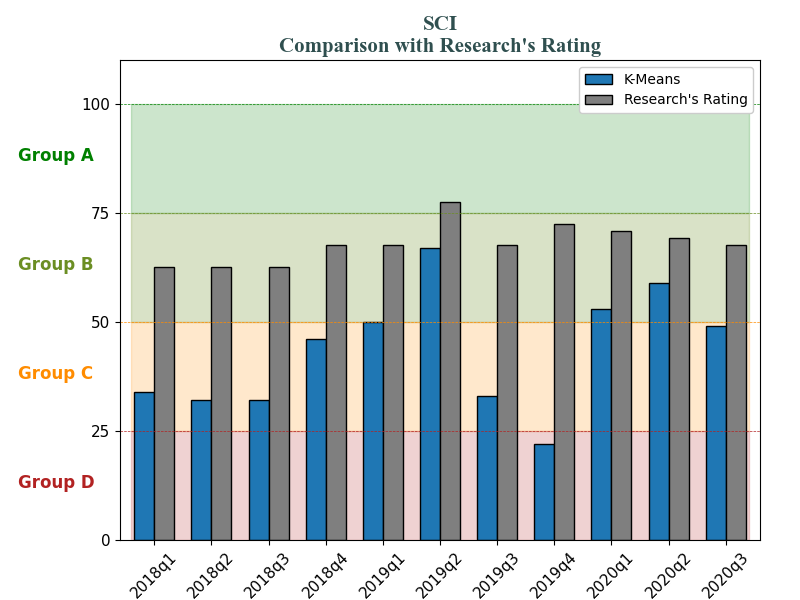 SCI
Comparison with Research's Rating
K-Means
Research's Rating
100
Group A
75
Group B
50
Group C
25
Group D
0
2018q1 2018q2 2018q3 2018q4 2019q1 2019q2 2019q3 2019q4 2020q1 2020q2 2020q3